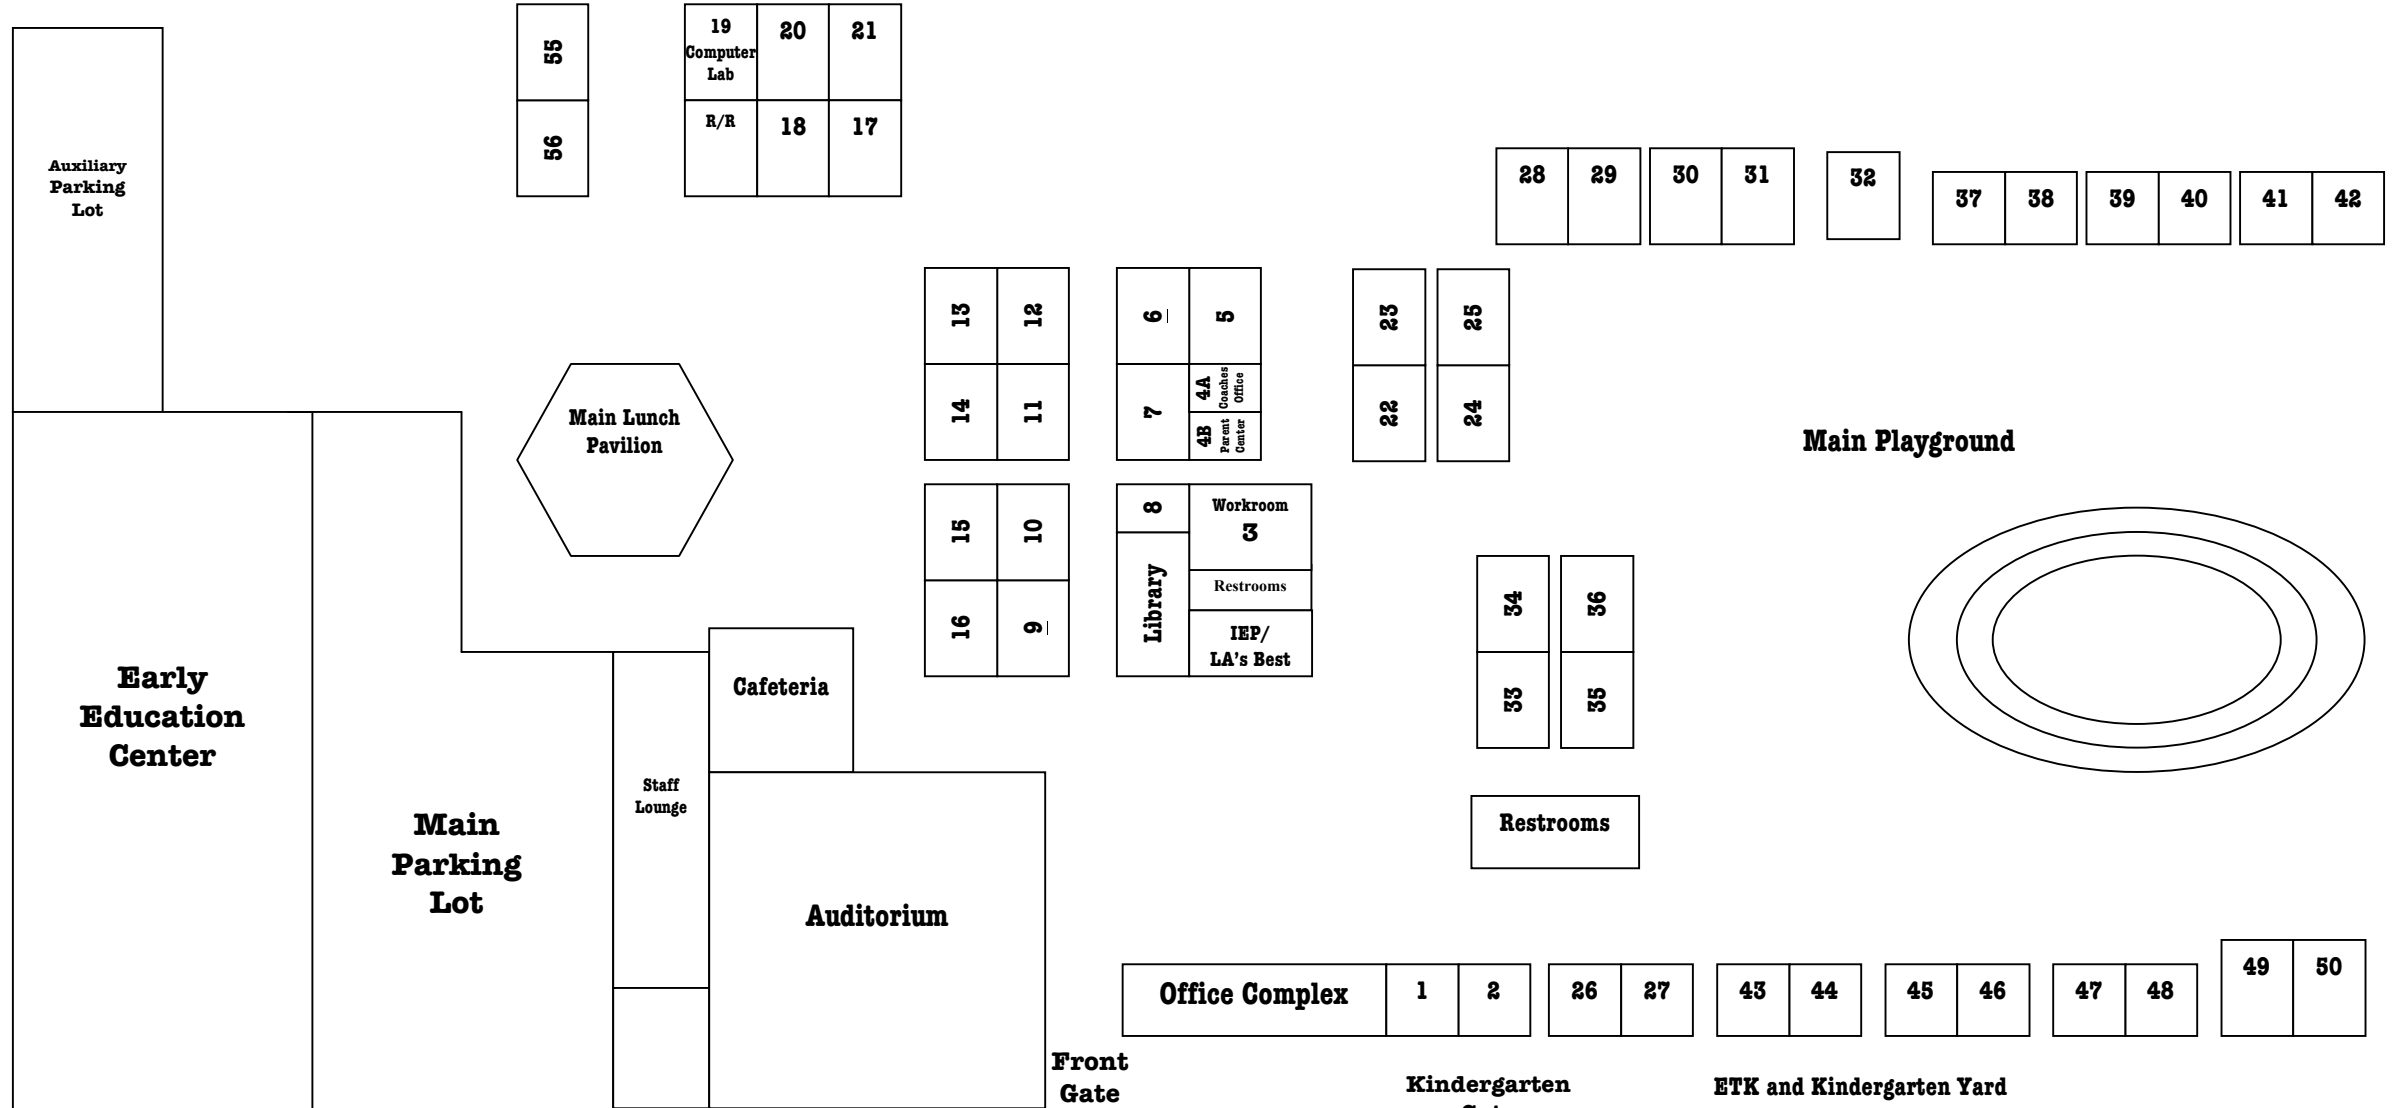 55
56
19
Computer
Lab
20
21
R/R
18
17
Auxiliary
Parking
Lot
28
29
30
31
32
37
38
39
40
41
42
13
12
14
11
6
5
7
4A
Coaches
Office
4B
Parent
Center
23
25
22
24
Main Lunch
Pavilion
Main Playground
15
10
16
9
8
Workroom
3
Library
Restrooms
IEP/
LA's Best
34
36
33
35
Early
Education
Center
Cafeteria
Staff
Lounge
Main
Parking
Lot
Restrooms
Auditorium
Office Complex
1
2
26
27
43
44
45
46
47
48
49
50
Front
Gate
Kindergarten
ETK and Kindergarten Yard